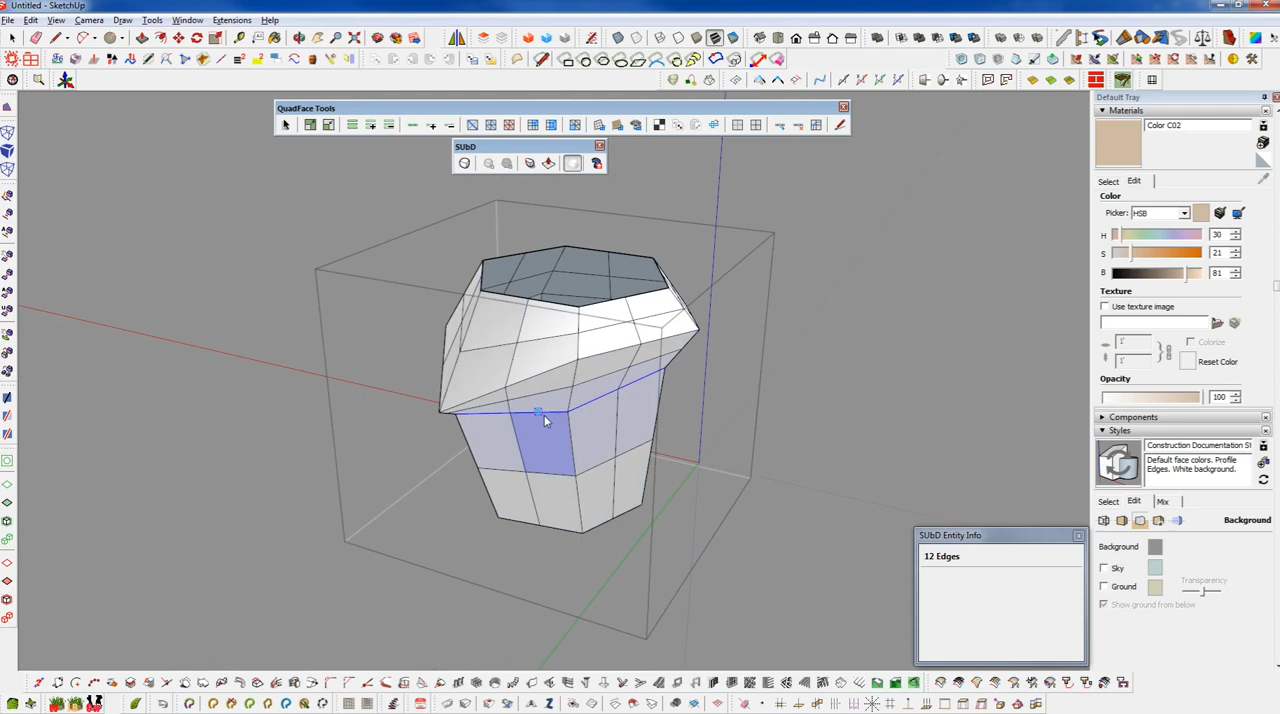 Untitled - SketchUp
File Edit View Camera Draw Tools Window Extensions Help
Default Tray
Materials
QuadFace Tools
Color C02
SUbD
Select Edit
Color
Picker: HSB
H 30
S 21
B 81
Texture
Use texture image
1'
Colorize
1'
Reset Color
Opacity
100
Components
Styles
Construction Documentation St
Default face colors. Profile
Edges. White background.
Select Edit Mix
Background
SUbD Entity Info
12 Edges
Background
Sky
Ground Transparency
Show ground from below